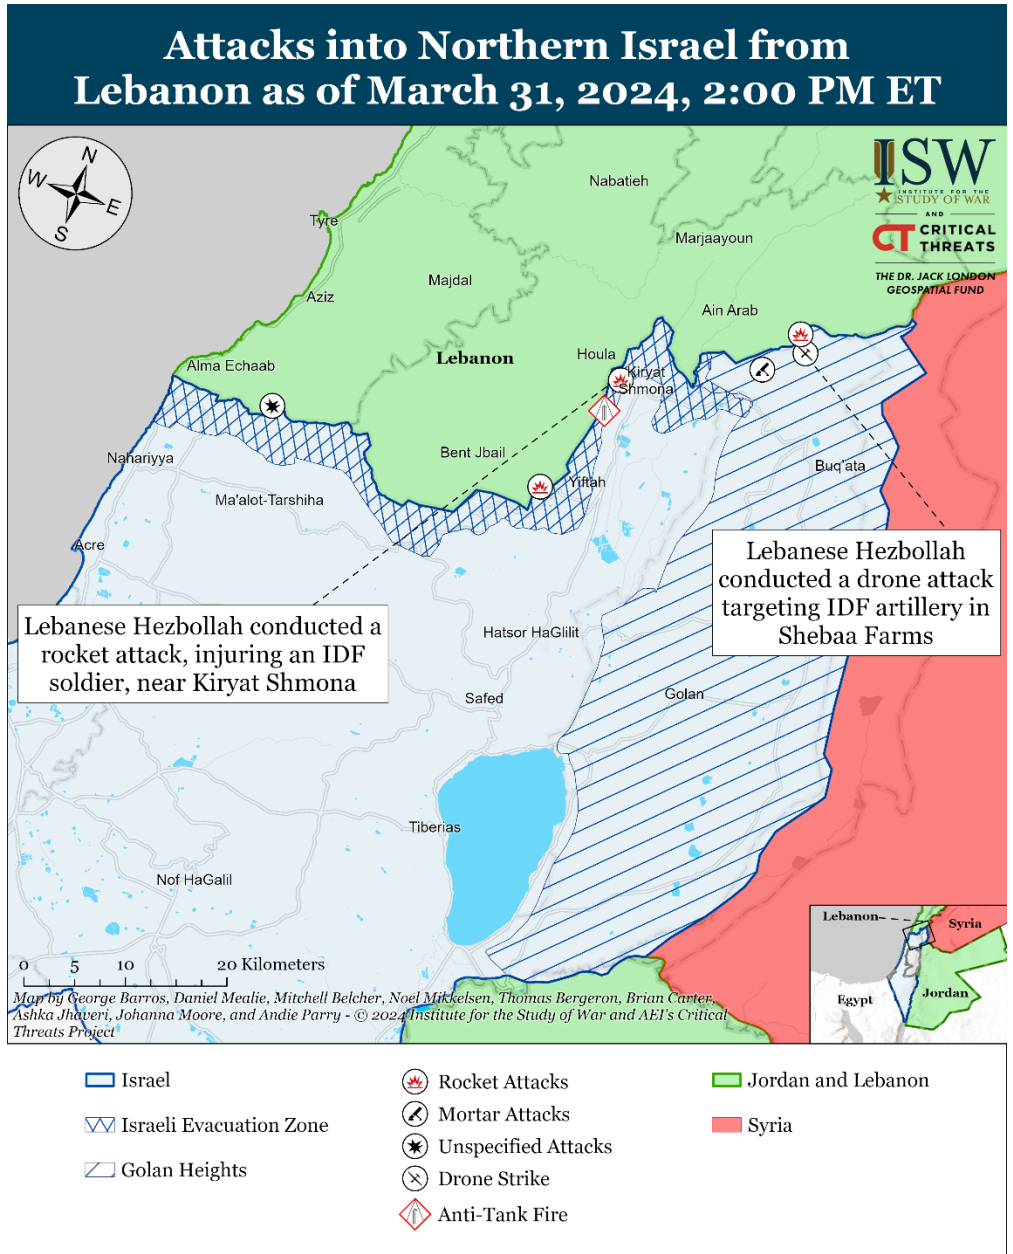 Attacks into Northern Israel from
Lebanon as of March 31, 2024, 2:00 PM ET
N
W
E
S
ISW
INSTITUTE FOR THE
STUDY OF WAR
AND
CT CRITICAL
THREATS
THE DR. JACK LONDON
GEOSPATIAL FUND
Nabatieh
Tyre
Marjaayoun
Majdal
Aziz
Ain Arab
Lebanon
Houla
Alma Echaab
Kiryat
Shmona
Bent Jbail
Nahariyya
Buq'ata
Yiftah
Ma'alot-Tarshiha
Acre
Lebanese Hezbollah
conducted a drone attack
targeting IDF artillery in
Shebaa Farms
Lebanese Hezbollah conducted a
rocket attack, injuring an IDF
soldier, near Kiryat Shmona
Hatsor HaGlilit
Safed
Golan
Tiberias
Nof HaGalil
Lebanon
Syria
Egypt
Jordan
0 5 10 20 Kilometers
Map by George Barros, Daniel Mealie, Mitchell Belcher, Noel Mikkelsen, Thomas Bergeron, Brian Carter,
Ashka Jhaveri, Johanna Moore, and Andie Parry - © 2024 Institute for the Study of War and AEI's Critical
Threats Project
Israel
Israeli Evacuation Zone
Golan Heights
Rocket Attacks
Mortar Attacks
Unspecified Attacks
Drone Strike
Anti-Tank Fire
Jordan and Lebanon
Syria